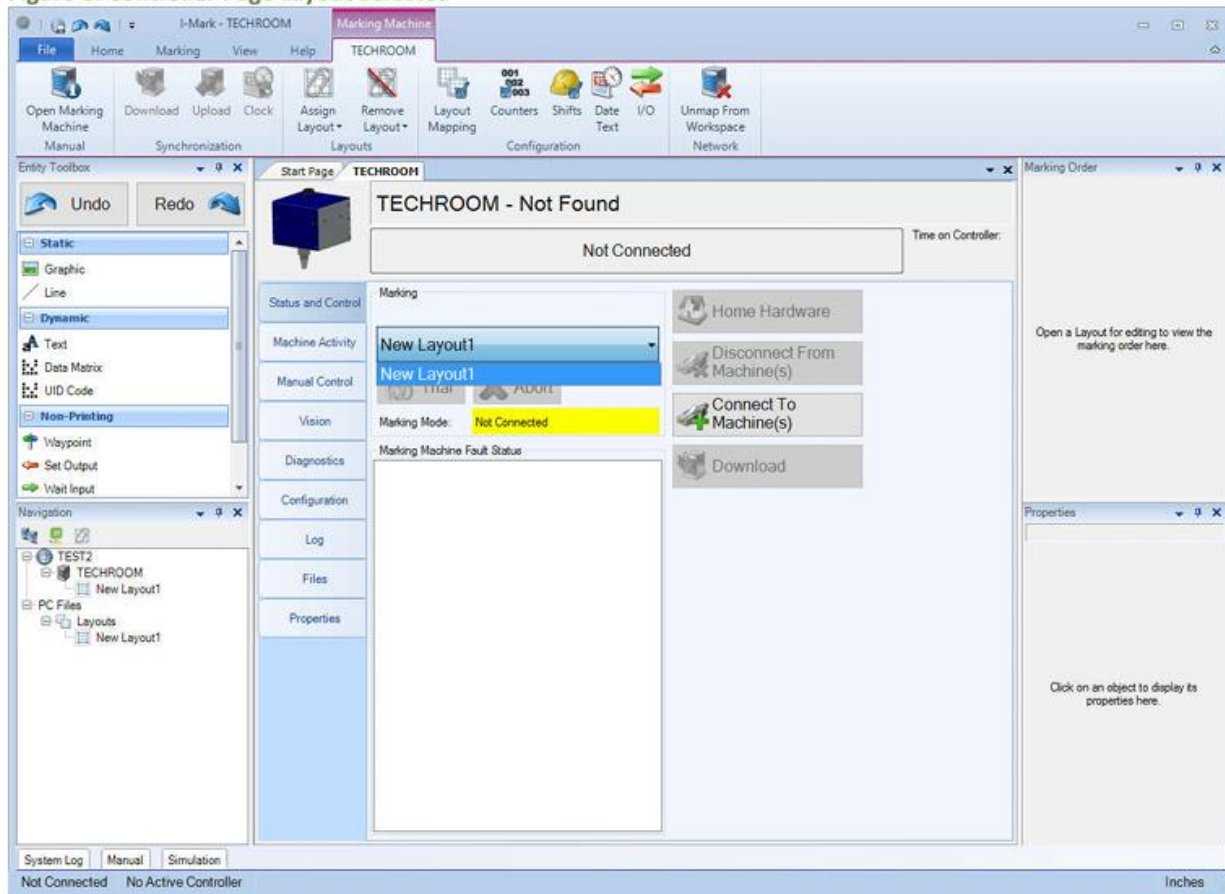 I-Mark - TECHROOM
Marking Machine
File Home Marking View Help TECHROOM
Open Marking Machine
Download Upload Clock
Assign Layout
Remove Layout
Layout Mapping
Counters Shifts
Date Text
I/O
Unmap From Workspace
Manual
Synchronization
Layouts
Configuration
Network
Entity Toolbox
Undo Redo
Static
Graphic
Line
Dynamic
Text
Data Matrix
UID Code
Non-Printing
Waypoint
Set Output
Wait Input
Navigation
TEST2
TECHROOM
New Layout1
PC Files
Layouts
New Layout1
Start Page TECHROOM
TECHROOM - Not Found
Not Connected
Time on Controller:
Status and Control
Machine Activity
Manual Control
Vision
Diagnostics
Configuration
Log
Files
Properties
Marking
New Layout1
New Layout1
Trial Abort
Marking Mode: Not Connected
Marking Machine Fault Status
Home Hardware
Disconnect From
Machine(s)
Connect To
Machine(s)
Download
Marking Order
Open a Layout for editing to view the
marking order here.
Properties
Click on an object to display its
properties here.
System Log Manual Simulation
Not Connected No Active Controller Inches